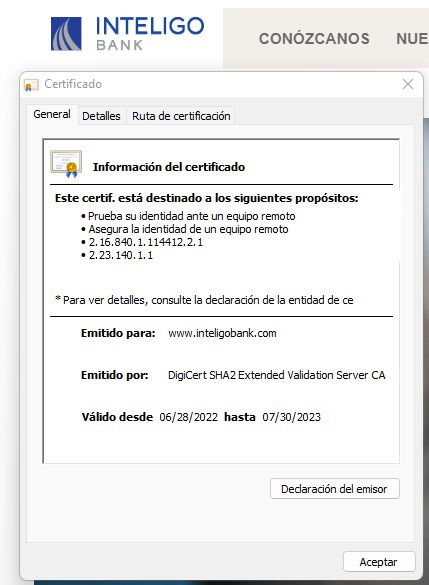 INTELIGO
BANK
CONÓZCANOS NUE
Certificado
General Detalles Ruta de certificación
Información del certificado
Este certif. está destinado a los siguientes propósitos:
• Prueba su identidad ante un equipo remoto
• Asegura la identidad de un equipo remoto
• 2.16.840.1.114412.2.1
• 2.23.140.1.1
* Para ver detalles, consulte la declaración de la entidad de ce
Emitido para: www.inteligobank.com
Emitido por: DigiCert SHA2 Extended Validation Server CA
Válido desde 06/28/2022 hasta 07/30/2023
Declaración del emisor
Aceptar